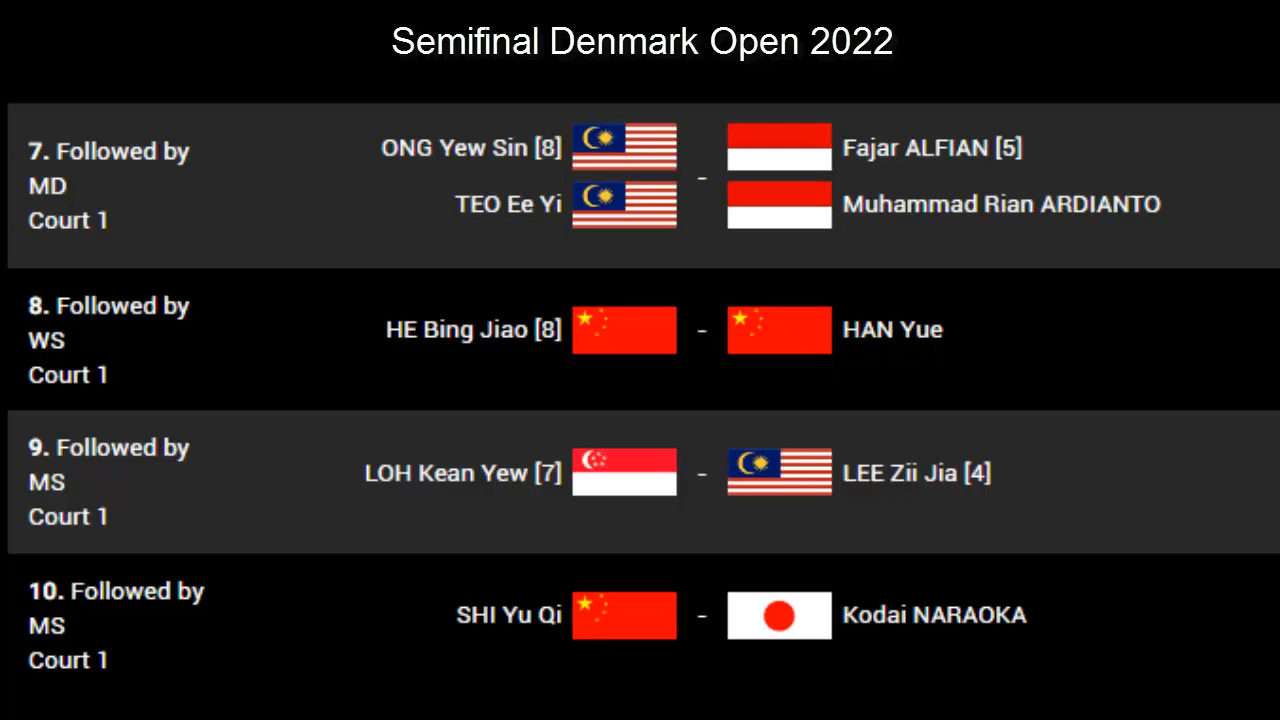 Semifinal Denmark Open 2022
7. Followed by
MD
Court 1
ONG Yew Sin [8]
TEO Ee Yi
-
Fajar ALFIAN [5]
Muhammad Rian ARDIANTO
8. Followed by
WS
Court 1
HE Bing Jiao [8] - HAN Yue
9. Followed by
MS
Court 1
LOH Kean Yew [7] - LEE Zii Jia [4]
10. Followed by
MS
Court 1
SHI Yu Qi - Kodai NARAOKA